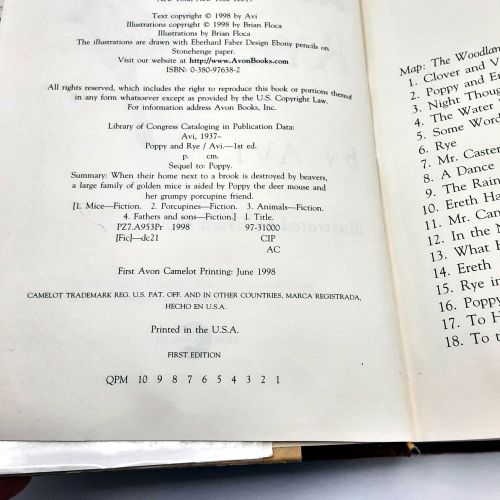 Text copyright © 1998 by Avi
Illustrations copyright © 1998 by Brian Floca
Illustrations by Brian Floca
The illustrations are drawn with Eberhard Faber Design Ebony pencils on
Stonehenge paper.
Visit our website at http://www.AvonBooks.com
ISBN: 0-380-97638-2
All rights reserved, which includes the right to reproduce this book or portions thereof
in any form whatsoever except as provided by the U.S. Copyright Law.
For information address Avon Books, Inc.
Library of Congress Cataloging in Publication Data:
Avi, 1937–
Poppy and Rye / Avi.—1st ed.
p. cm.
Sequel to: Poppy.
Summary: When their home next to a brook is destroyed by beavers,
a large family of golden mice is aided by Poppy the deer mouse and
her grumpy porcupine friend.
[1. Mice—Fiction. 2. Porcupines—Fiction. 3. Animals—Fiction.
4. Fathers and sons—Fiction.] I. Title.
PZ7.A953Pr 1998 97-31000
[Fic]—dc21 CIP
AC
First Avon Camelot Printing: June 1998
CAMELOT TRADEMARK REG. U.S. PAT. OFF. AND IN OTHER COUNTRIES, MARCA REGISTRADA,
HECHO EN U.S.A.
Printed in the U.S.A.
FIRST EDITION
QPM 10 9 8 7 6 5 4 3 2 1
Map: The Woodlan
1. Clover and V
2. Poppy and Er
3. Night Thoug
4. The Water
5. Some Word
6. Rye
7. Mr. Caster
8. A Dance
9. The Rain
10. Ereth Ha
11. Mr. Can
12. In the N
13. What H
14. Ereth
15. Rye in
16. Poppy
17. To H
18. To t